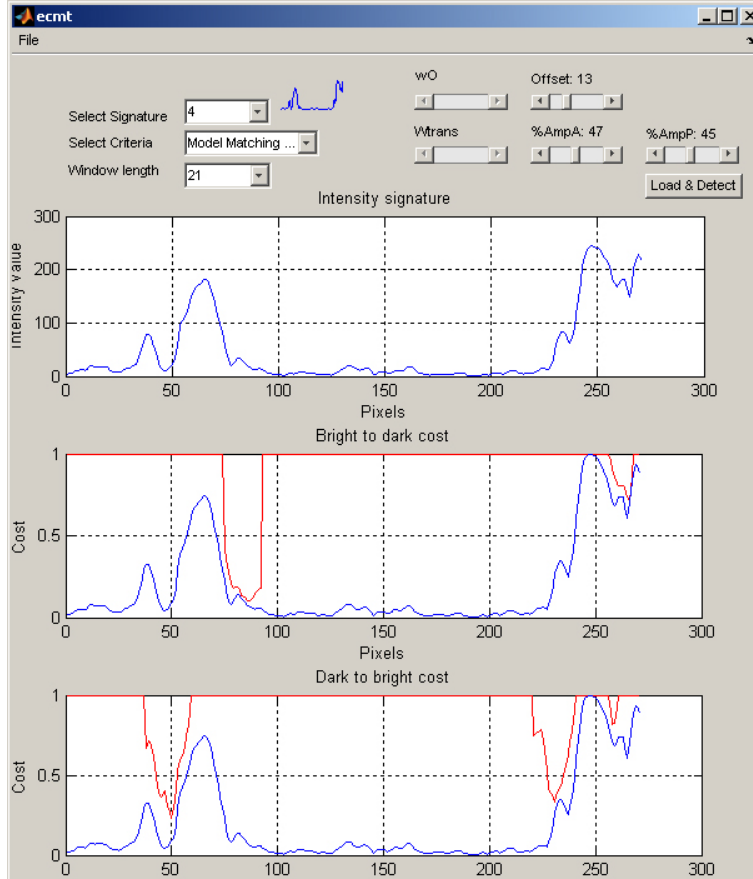 ecmt
File
wO
Offset: 13
Select Signature
4
Select Criteria
Model Matching ...
Wtrans
%AmpA: 47
%AmpP: 45
Window length
21
Load & Detect
Intensity signature
300
200
100
0
Intensity value
0 50 100 150 200 250 300
Pixels
Bright to dark cost
1
0.5
0
Cost
0 50 100 150 200 250 300
Pixels
Dark to bright cost
1
0.5
0
Cost
0 50 100 150 200 250 300